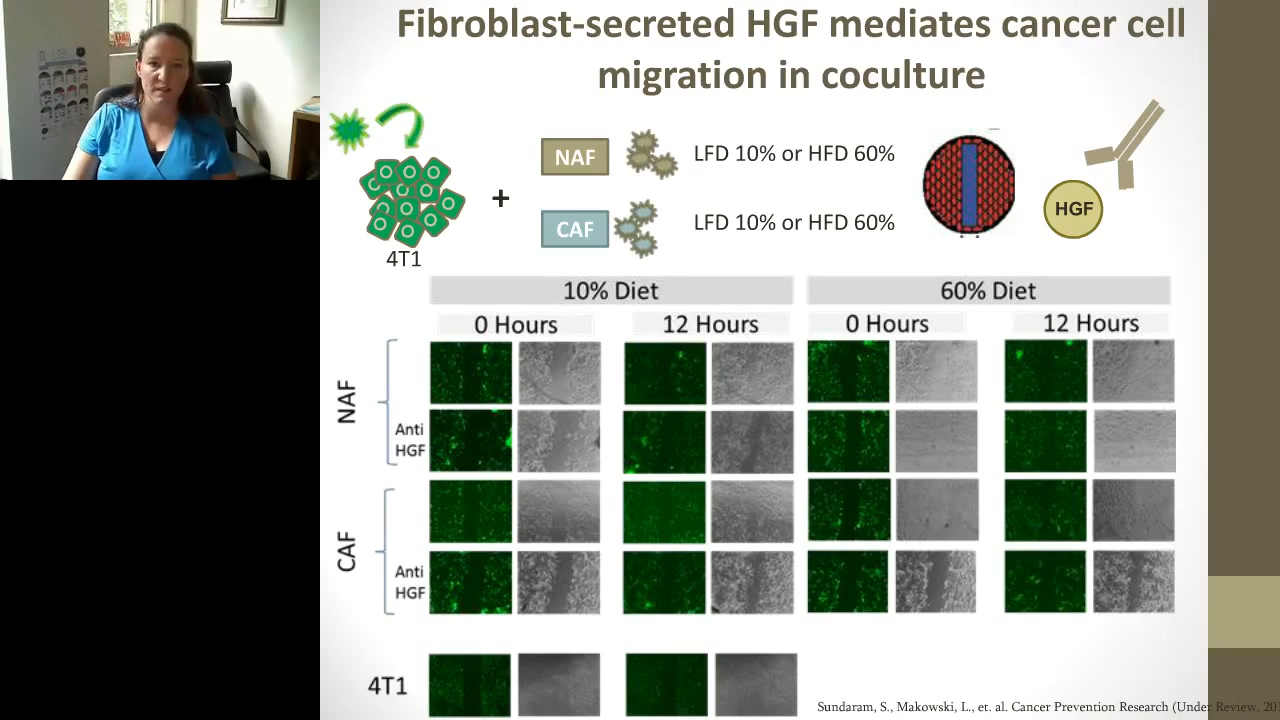 Fibroblast-secreted HGF mediates cancer cell
migration in coculture
NAF
LFD 10% or HFD 60%
+
CAF
LFD 10% or HFD 60%
HGF
4T1
10% Diet
60% Diet
0 Hours
12 Hours
0 Hours
12 Hours
NAF
Anti
HGF
CAF
Anti
HGF
4T1
Sundaram, S., Makowski, L., et. al. Cancer Prevention Research (Under Review, 20